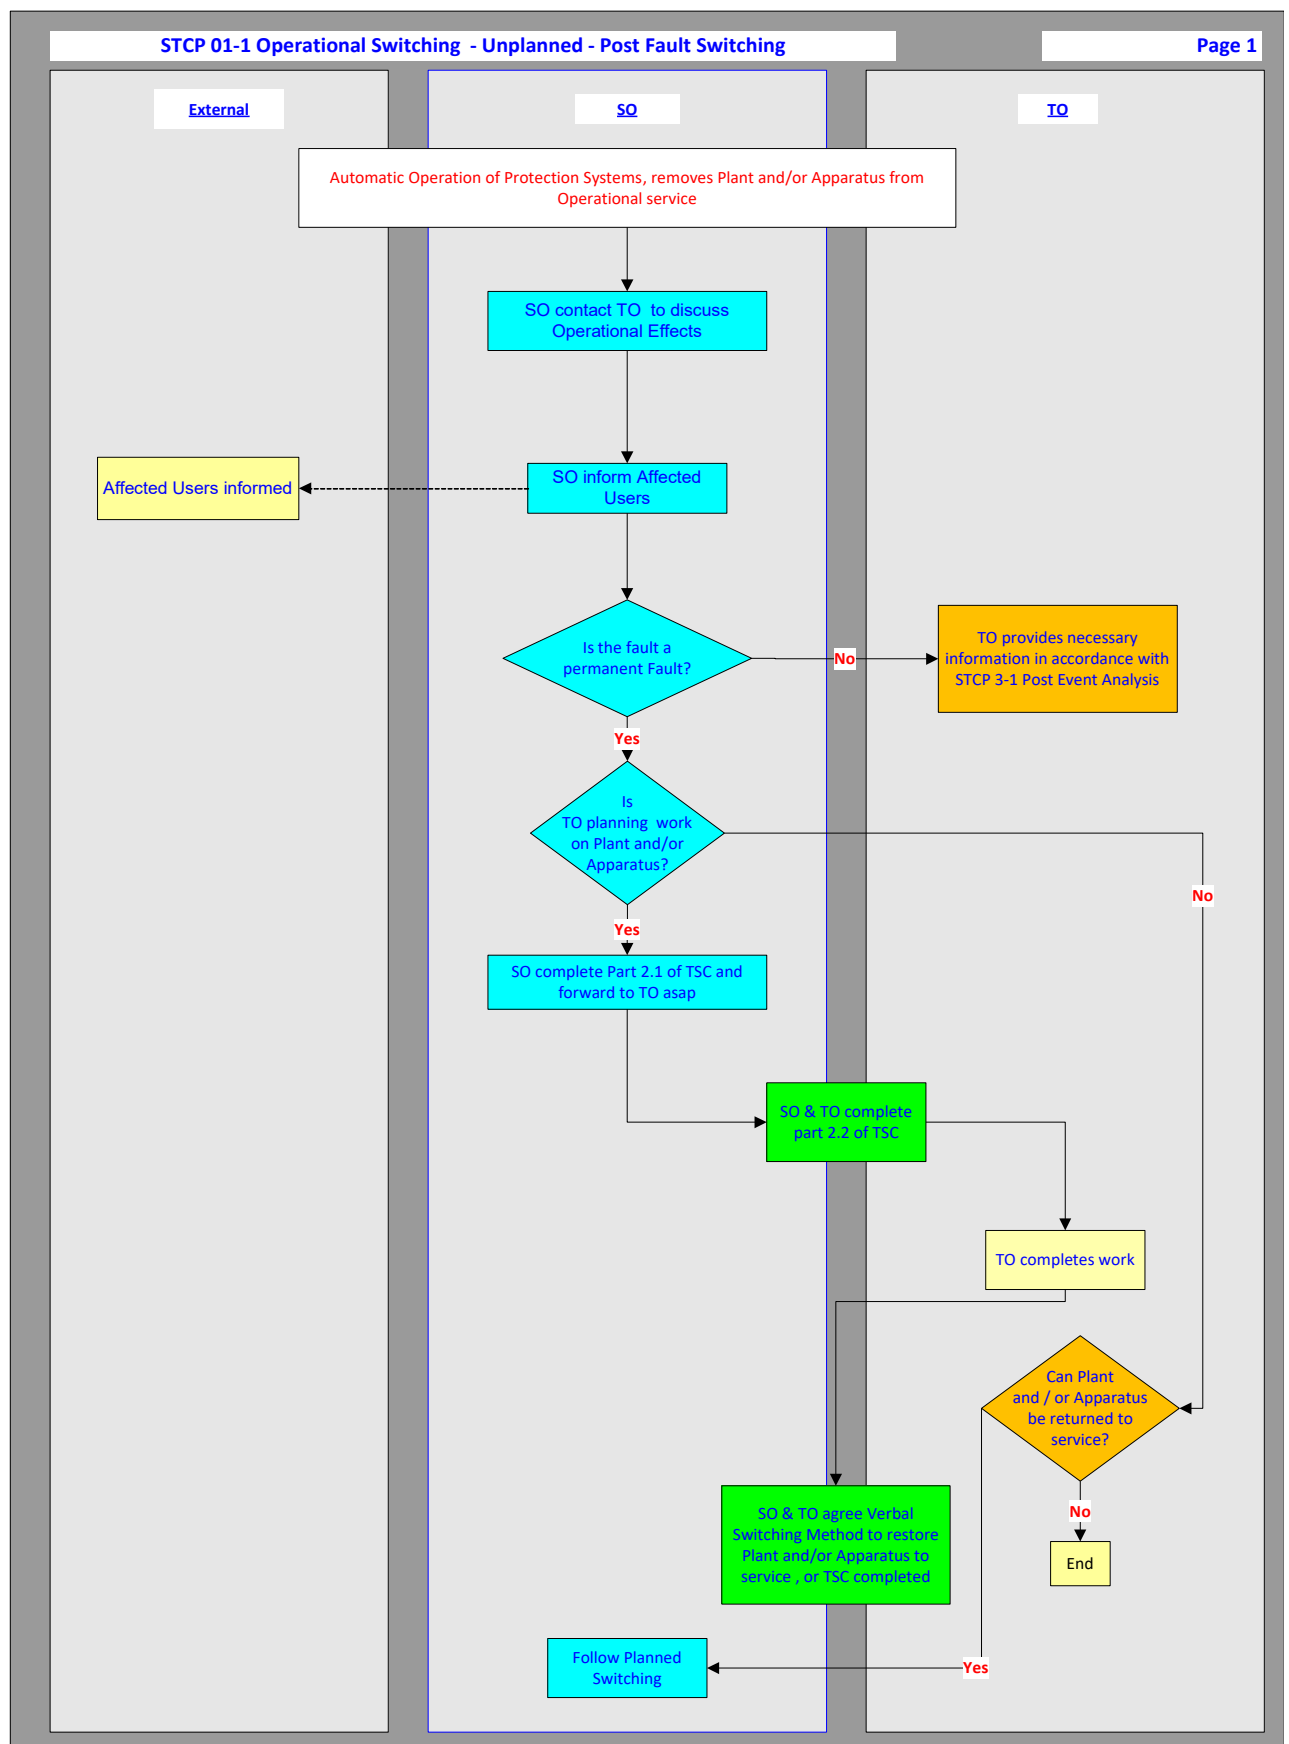 STCP 01-1 Operational Switching - Unplanned - Post Fault Switching
Page 1
External
SO
TO
Automatic Operation of Protection Systems, removes Plant and/or Apparatus from
Operational service
SO contact TO to discuss
Operational Effects
Affected Users informed
SO inform Affected
Users
Is the fault a
permanent Fault?
No
TO provides necessary
information in accordance with
STCP 3-1 Post Event Analysis
Yes
Is
TO planning work
on Plant and/or
Apparatus?
No
Yes
SO complete Part 2.1 of TSC and
forward to TO asap
SO & TO complete
part 2.2 of TSC
TO completes work
Can Plant
and / or Apparatus
be returned to
service?
No
End
SO & TO agree Verbal
Switching Method to restore
Plant and/or Apparatus to
service , or TSC completed
Follow Planned
Switching
Yes